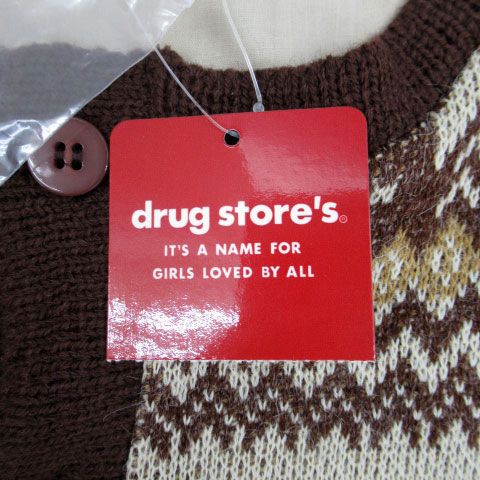 drug store's®
IT'S A NAME FOR
GIRLS LOVED BY ALL